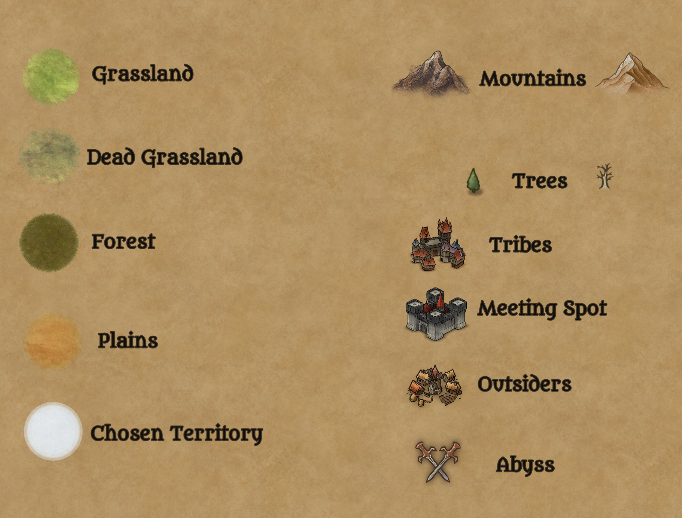 Grassland
Dead Grassland
Forest
Plains
Chosen Territory
Mountains
Trees
Tribes
Meeting Spot
Outsiders
Abyss